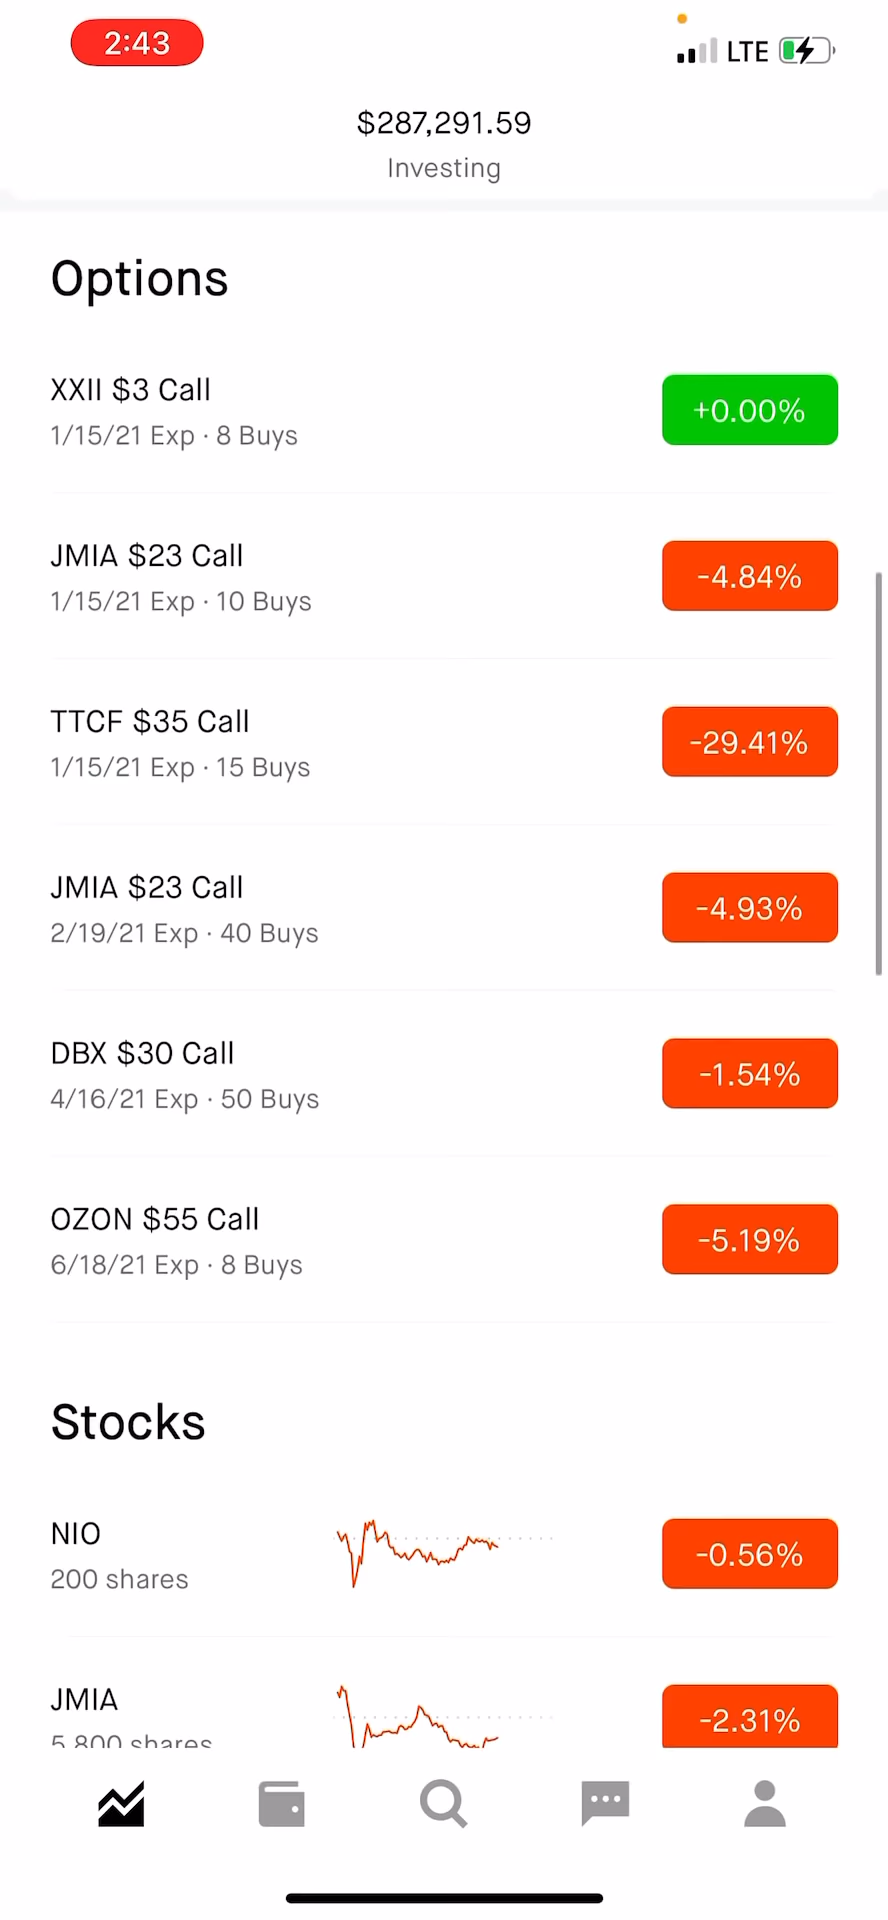 2:43
LTE
$287,291.59
Investing
Options
XXII $3 Call
+0.00%
1/15/21 Exp · 8 Buys
JMIA $23 Call
-4.84%
1/15/21 Exp · 10 Buys
TTCF $35 Call
-29.41%
1/15/21 Exp · 15 Buys
JMIA $23 Call
-4.93%
2/19/21 Exp · 40 Buys
DBX $30 Call
-1.54%
4/16/21 Exp · 50 Buys
OZON $55 Call
-5.19%
6/18/21 Exp · 8 Buys
Stocks
NIO
-0.56%
200 shares
JMIA
-2.31%
5,800 shares